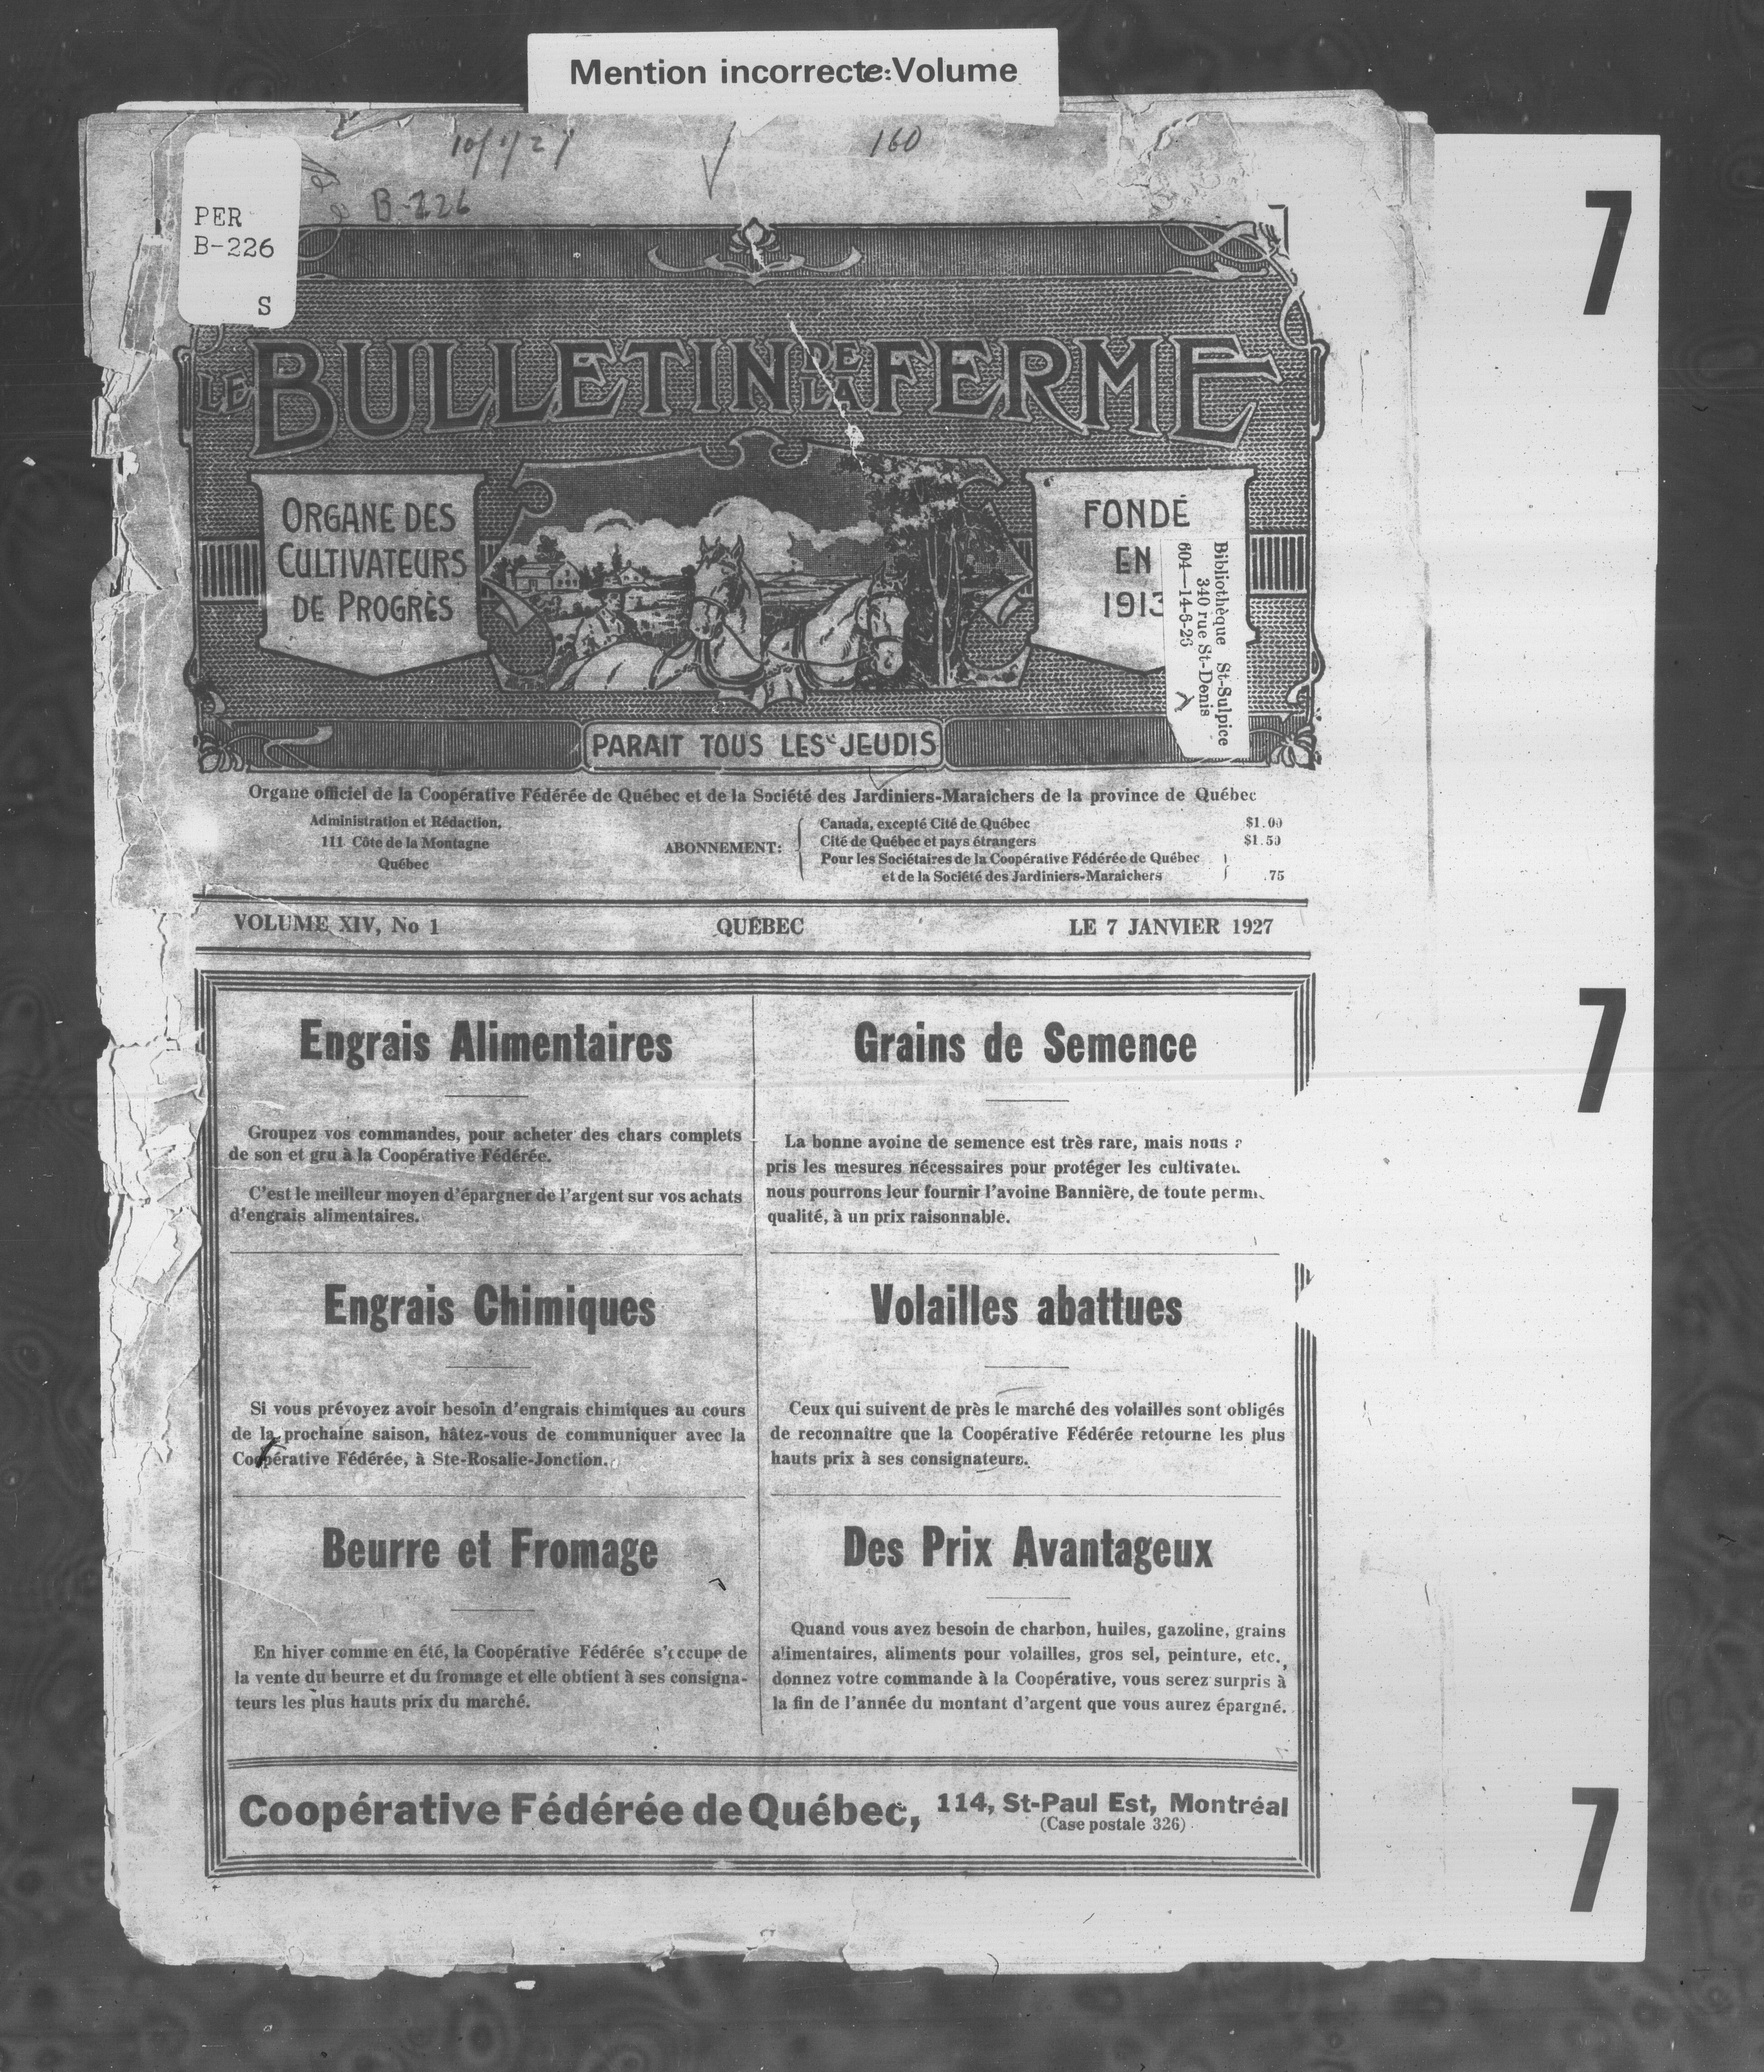 Mention incorrecte: Volume
10/1/27
160
B-226
PER
B-226
S
7
LE BULLETIN DE LA FERME
ORGANE DES
CULTIVATEURS
DE PROGRÈS
FONDÉ
EN
1913
Bibliothèque St-Sulpice
340 rue St-Denis
604—14-6-26
PARAIT TOUS LES JEUDIS
Organe officiel de la Coopérative Fédérée de Québec et de la Société des Jardiniers-Maraichers de la province de Québec
Administration et Rédaction,
111 Côte de la Montagne
Québec
ABONNEMENT:
Canada, excepté Cité de Québec $1.00
Cité de Québec et pays étrangers $1.50
Pour les Sociétaires de la Coopérative Fédérée de Québec
et de la Société des Jardiniers-Maraichers .75
VOLUME XIV, No 1 QUÉBEC LE 7 JANVIER 1927
7
Engrais Alimentaires
Groupez vos commandes, pour acheter des chars complets
de son et gru à la Coopérative Fédérée.
C'est le meilleur moyen d'épargner de l'argent sur vos achats
d'engrais alimentaires.
Engrais Chimiques
Si vous prévoyez avoir besoin d'engrais chimiques au cours
de la prochaine saison, hâtez-vous de communiquer avec la
Coopérative Fédérée, à Ste-Rosalie-Jonction.
Beurre et Fromage
En hiver comme en été, la Coopérative Fédérée s'occupe de
la vente du beurre et du fromage et elle obtient à ses consigna-
teurs les plus hauts prix du marché.
Grains de Semence
La bonne avoine de semence est très rare, mais nous
pris les mesures nécessaires pour protéger les
nous pourrons leur fournir l'avoine Bannière, de toute
qualité, à un prix raisonnable.
Volailles abattues
Ceux qui suivent de près le marché des volailles sont obligés
de reconnaître que la Coopérative Fédérée retourne les plus
hauts prix à ses consignateurs.
Des Prix Avantageux
Quand vous avez besoin de charbon, huiles, gazoline, grains
alimentaires, aliments pour volailles, gros sel, peinture, etc.,
donnez votre commande à la Coopérative, vous serez surpris à
la fin de l'année du montant d'argent que vous aurez épargné.
Coopérative Fédérée de Québec, 114, St-Paul Est, Montréal
(Case postale 326)
7